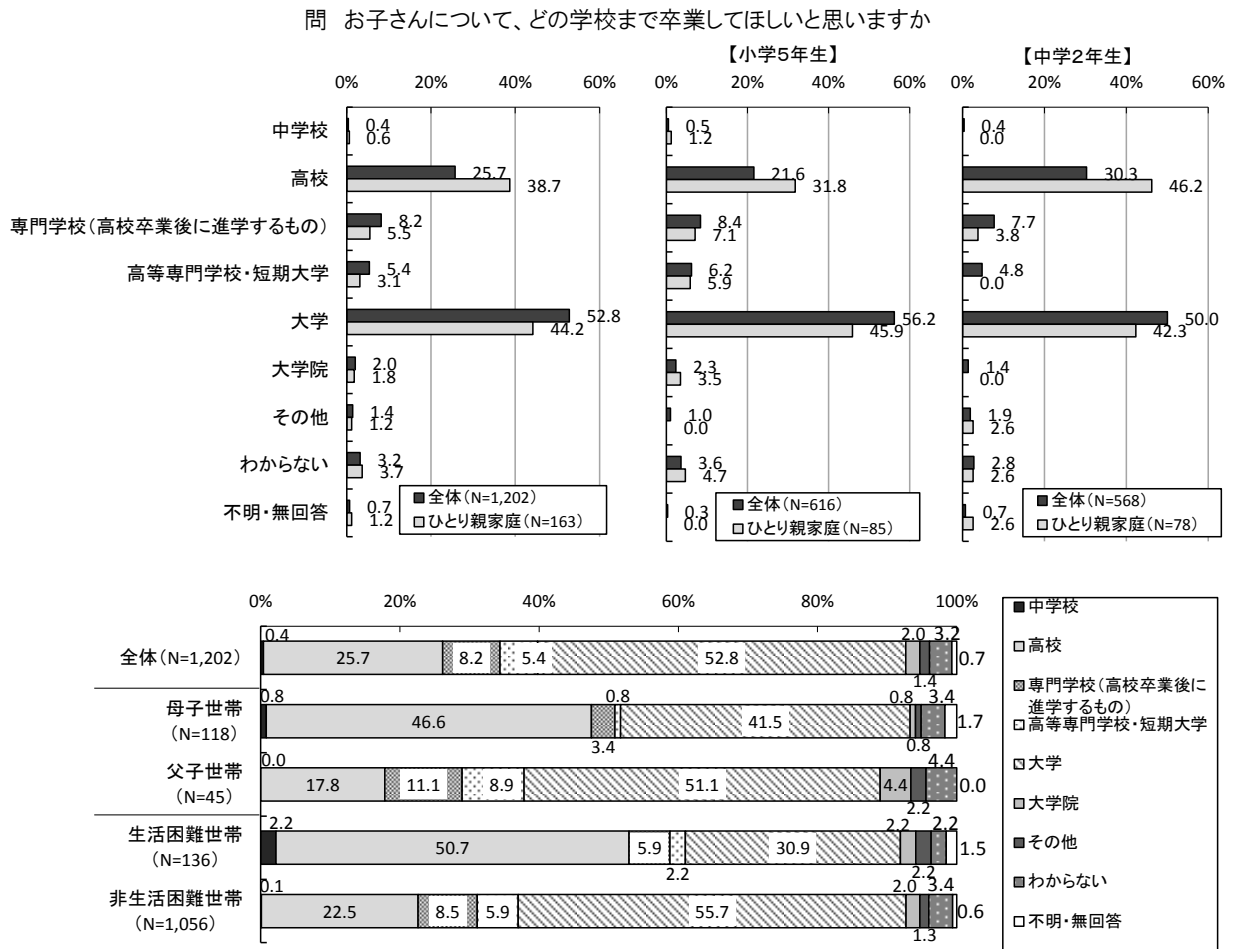 問　お子さんについて、どの学校まで卒業してほしいと思いますか
【小学5年生】
【中学2年生】
0% 20% 40% 60%
0% 20% 40% 60%
0% 20% 40% 60%
中学校 0.4 0.6 0.5 1.2 0.4 0.0
高校 25.7 38.7 21.6 31.8 30.3 46.2
専門学校（高校卒業後に進学するもの） 8.2 5.5 8.4 7.1 7.7 3.8
高等専門学校・短期大学 5.4 3.1 6.2 5.9 4.8 0.0
大学 52.8 44.2 56.2 45.9 50.0 42.3
大学院 2.0 1.8 2.3 3.5 1.4 0.0
その他 1.4 1.2 1.0 0.0 1.9 2.6
わからない 3.2 3.7 3.6 4.7 2.8 2.6
不明・無回答 0.7 1.2 0.3 0.0 0.7 2.6
全体（N=1,202）
ひとり親家庭（N=163）
全体（N=616）
ひとり親家庭（N=85）
全体（N=568）
ひとり親家庭（N=78）
0% 20% 40% 60% 80% 100%
全体（N=1,202） 0.4 25.7 8.2 5.4 52.8 2.0 1.4 3.2 0.7
母子世帯
（N=118）
0.8 46.6 3.4 0.8 41.5 0.8 0.8 3.4 1.7
父子世帯
（N=45）
0.0 17.8 11.1 8.9 51.1 4.4 2.2 4.4 0.0
生活困難世帯
（N=136）
2.2 50.7 5.9 2.2 30.9 2.2 2.2 2.2 1.5
非生活困難世帯
（N=1,056）
0.1 22.5 8.5 5.9 55.7 2.0 1.3 3.4 0.6
中学校
高校
専門学校（高校卒業後に
進学するもの）
高等専門学校・短期大学
大学
大学院
その他
わからない
不明・無回答